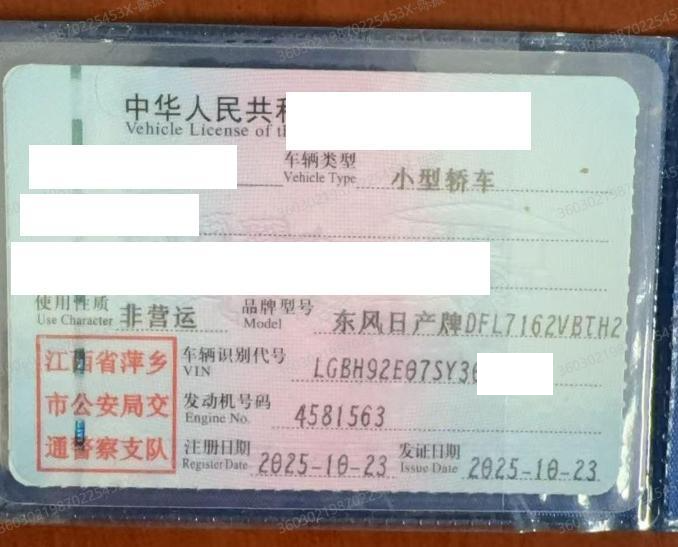 中华人民共和
Vehicle License of th
车辆类型
Vehicle Type 小型轿车
使用性质
Use Character 非营运
品牌型号
Model 东风日产牌DFL7162VBTH2
江西省萍乡
市公安局交
通警察支队
车辆识别代号
VIN LGBH92E07SY36
发动机号码
Engine No. 4581563
注册日期
Register Date 2025-10-23
发证日期
Issue Date 2025-10-23